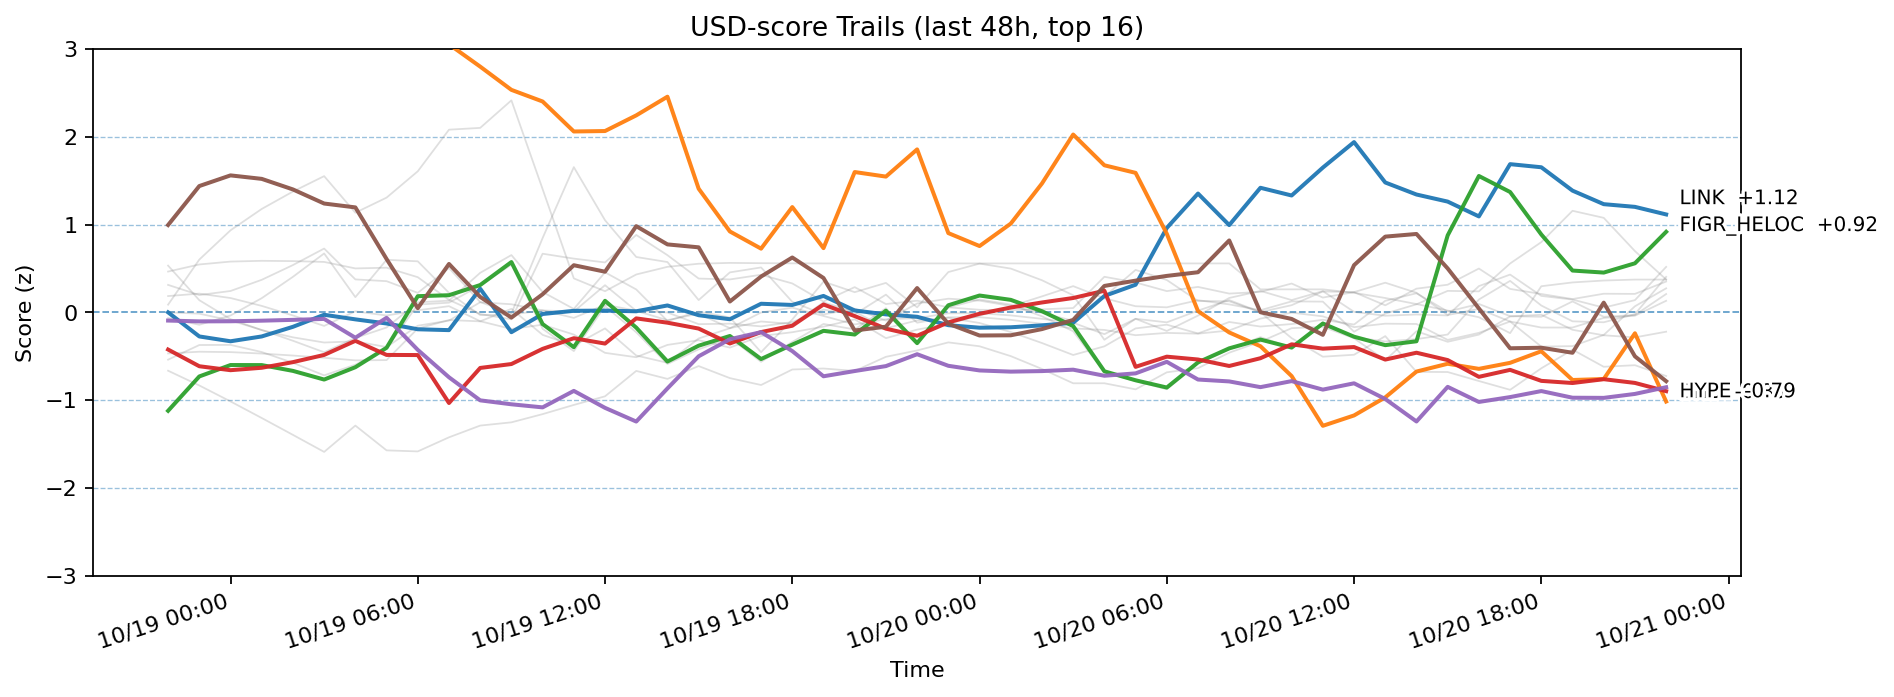 USD-score Trails (last 48h, top 16)
Score (z)
3
2
1
0
−1
−2
−3
LINK +1.12
FIGR_HELOC +0.92
HYPE
10/19 00:00
10/19 06:00
10/19 12:00
10/19 18:00
10/20 00:00
10/20 06:00
10/20 12:00
10/20 18:00
10/21 00:00
Time